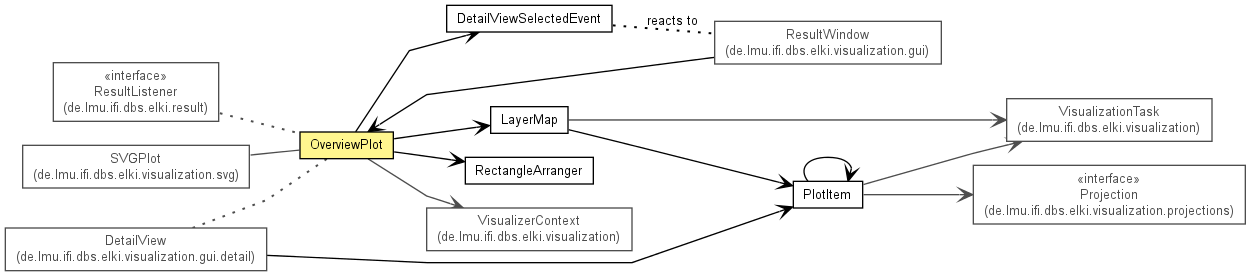 DetailViewSelectedEvent
reacts to
ResultWindow
(de.lmu.ifi.dbs.elki.visualization.gui)
«interface»
ResultListener
(de.lmu.ifi.dbs.elki.result)
LayerMap
VisualizationTask
(de.lmu.ifi.dbs.elki.visualization)
OverviewPlot
SVGPlot
(de.lmu.ifi.dbs.elki.visualization.svg)
RectangleArranger
PlotItem
«interface»
Projection
(de.lmu.ifi.dbs.elki.visualization.projections)
VisualizerContext
(de.lmu.ifi.dbs.elki.visualization)
DetailView
(de.lmu.ifi.dbs.elki.visualization.gui.detail)